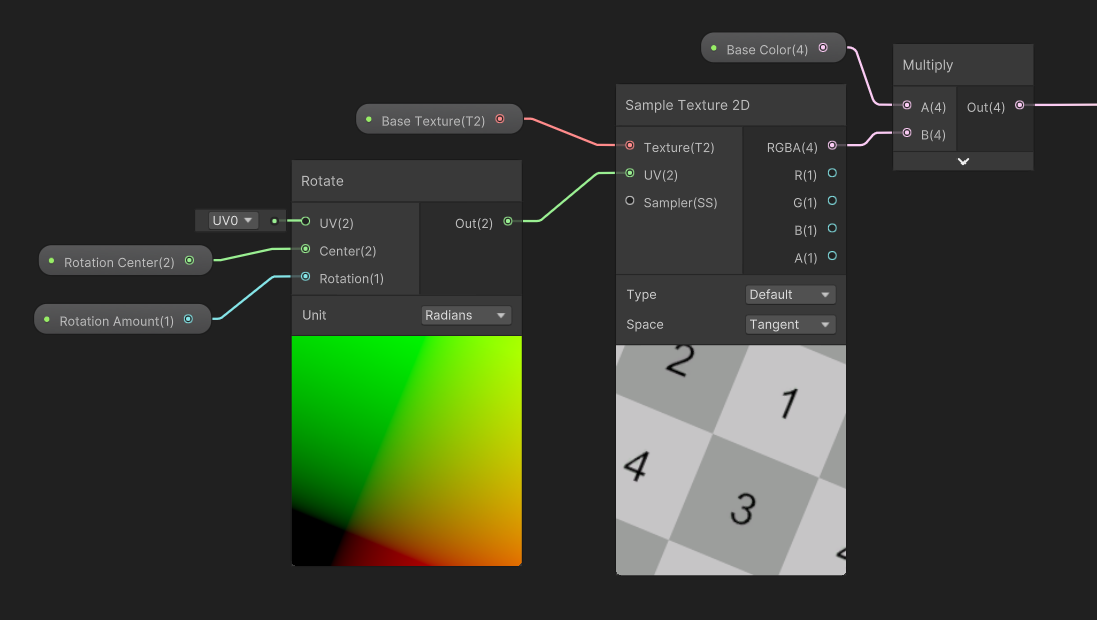 Base Color(4)
Multiply
A(4)
Out(4)
B(4)
Sample Texture 2D
Base Texture(T2)
Texture(T2)
RGBA(4)
UV(2)
R(1)
Sampler(SS)
G(1)
B(1)
A(1)
Type
Default
Space
Tangent
Rotate
UV0
UV(2)
Out(2)
Rotation Center(2)
Center(2)
Rotation Amount(1)
Rotation(1)
Unit
Radians
2
1
4
3